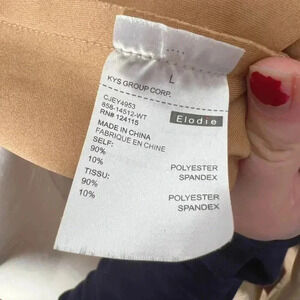 L
KYS GROUP CORP.
CJEY4953
858-14512-WT
RN# 124115
Elodie
MADE IN CHINA
FABRIQUE EN CHINE
SELF:
90% POLYESTER
10% SPANDEX
TISSU:
90% POLYESTER
10% SPANDEX